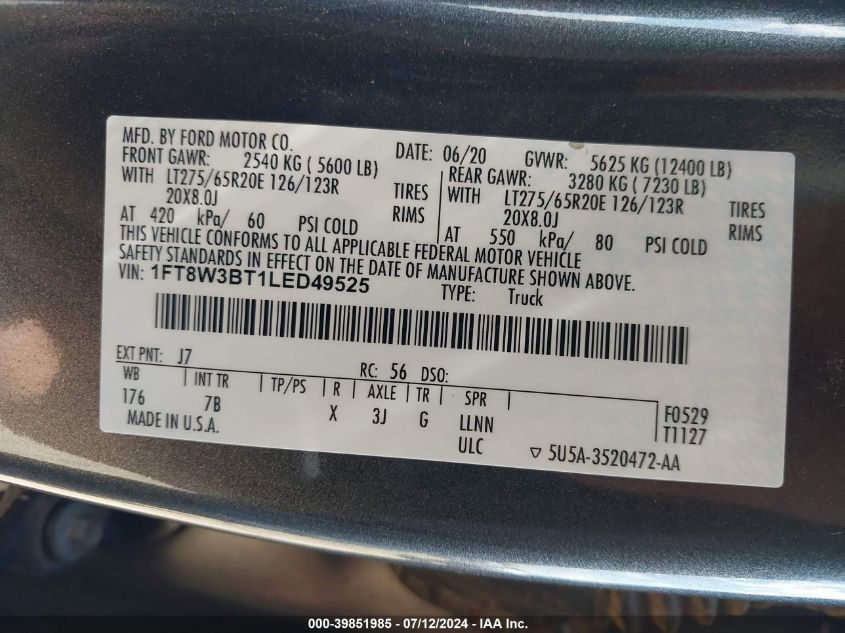 MFD. BY FORD MOTOR CO.
DATE: 06/20 GVWR: 5625 KG (12400 LB)
FRONT GAWR: 2540 KG ( 5600 LB)
REAR GAWR: 3280 KG ( 7230 LB)
WITH LT275/65R20E 126/123R TIRES
WITH LT275/65R20E 126/123R TIRES
20X8.0J RIMS
20X8.0J RIMS
AT 420 kPa/ 60 PSI COLD
AT 550 kPa/ 80 PSI COLD
THIS VEHICLE CONFORMS TO ALL APPLICABLE FEDERAL MOTOR VEHICLE
SAFETY STANDARDS IN EFFECT ON THE DATE OF MANUFACTURE SHOWN ABOVE.
VIN: 1FT8W3BT1LED49525 TYPE: Truck
EXT PNT: J7 RC: 56 DSO:
WB INT TR TP/PS R AXLE TR SPR
176 7B X 3J G LLNN F0529
MADE IN U.S.A. ULC T1127
▽ 5U5A-3520472-AA
000-39851985 - 07/12/2024 - IAA Inc.